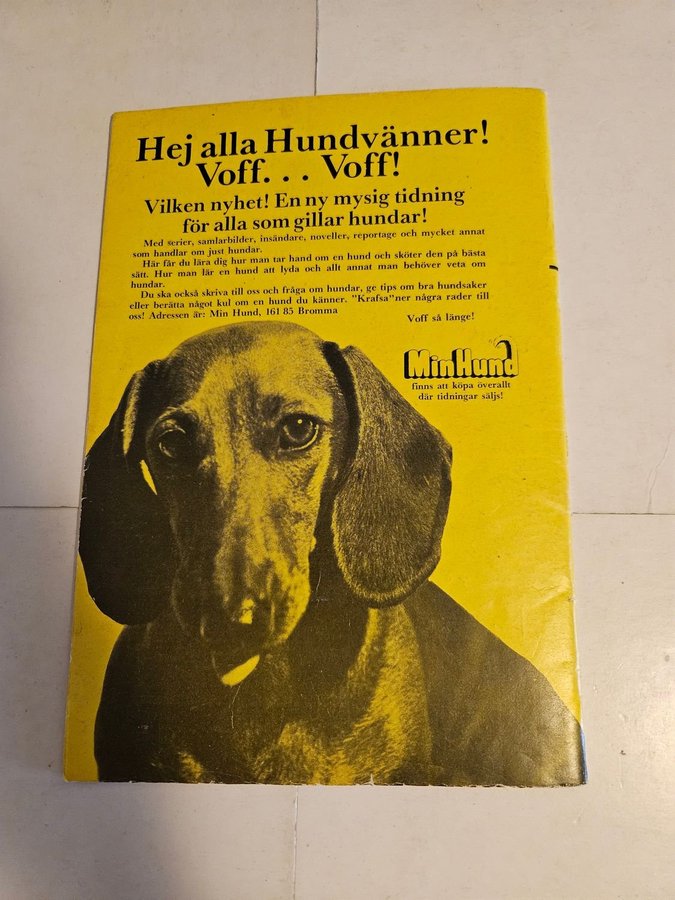 Hej alla Hundvänner!
Voff. . . Voff!
Vilken nyhet! En ny mysig tidning
för alla som gillar hundar!
Med serier, samlarbilder, insändare, noveller, reportage och mycket annat
som handlar om just hundar.
Här får du lära dig hur man tar hand om en hund och sköter den på bästa
sätt. Hur man lär en hund att lyda och allt annat man behöver veta om
hundar.
Du ska också skriva till oss och fråga om hundar, ge tips om bra hundsaker
eller berätta något kul om en hund du känner. "Krafsa"ner några rader till
oss! Adressen är: Min Hund, 161 85 Bromma
Voff så länge!
MinHund
finns att köpa överallt
där tidningar säljs!